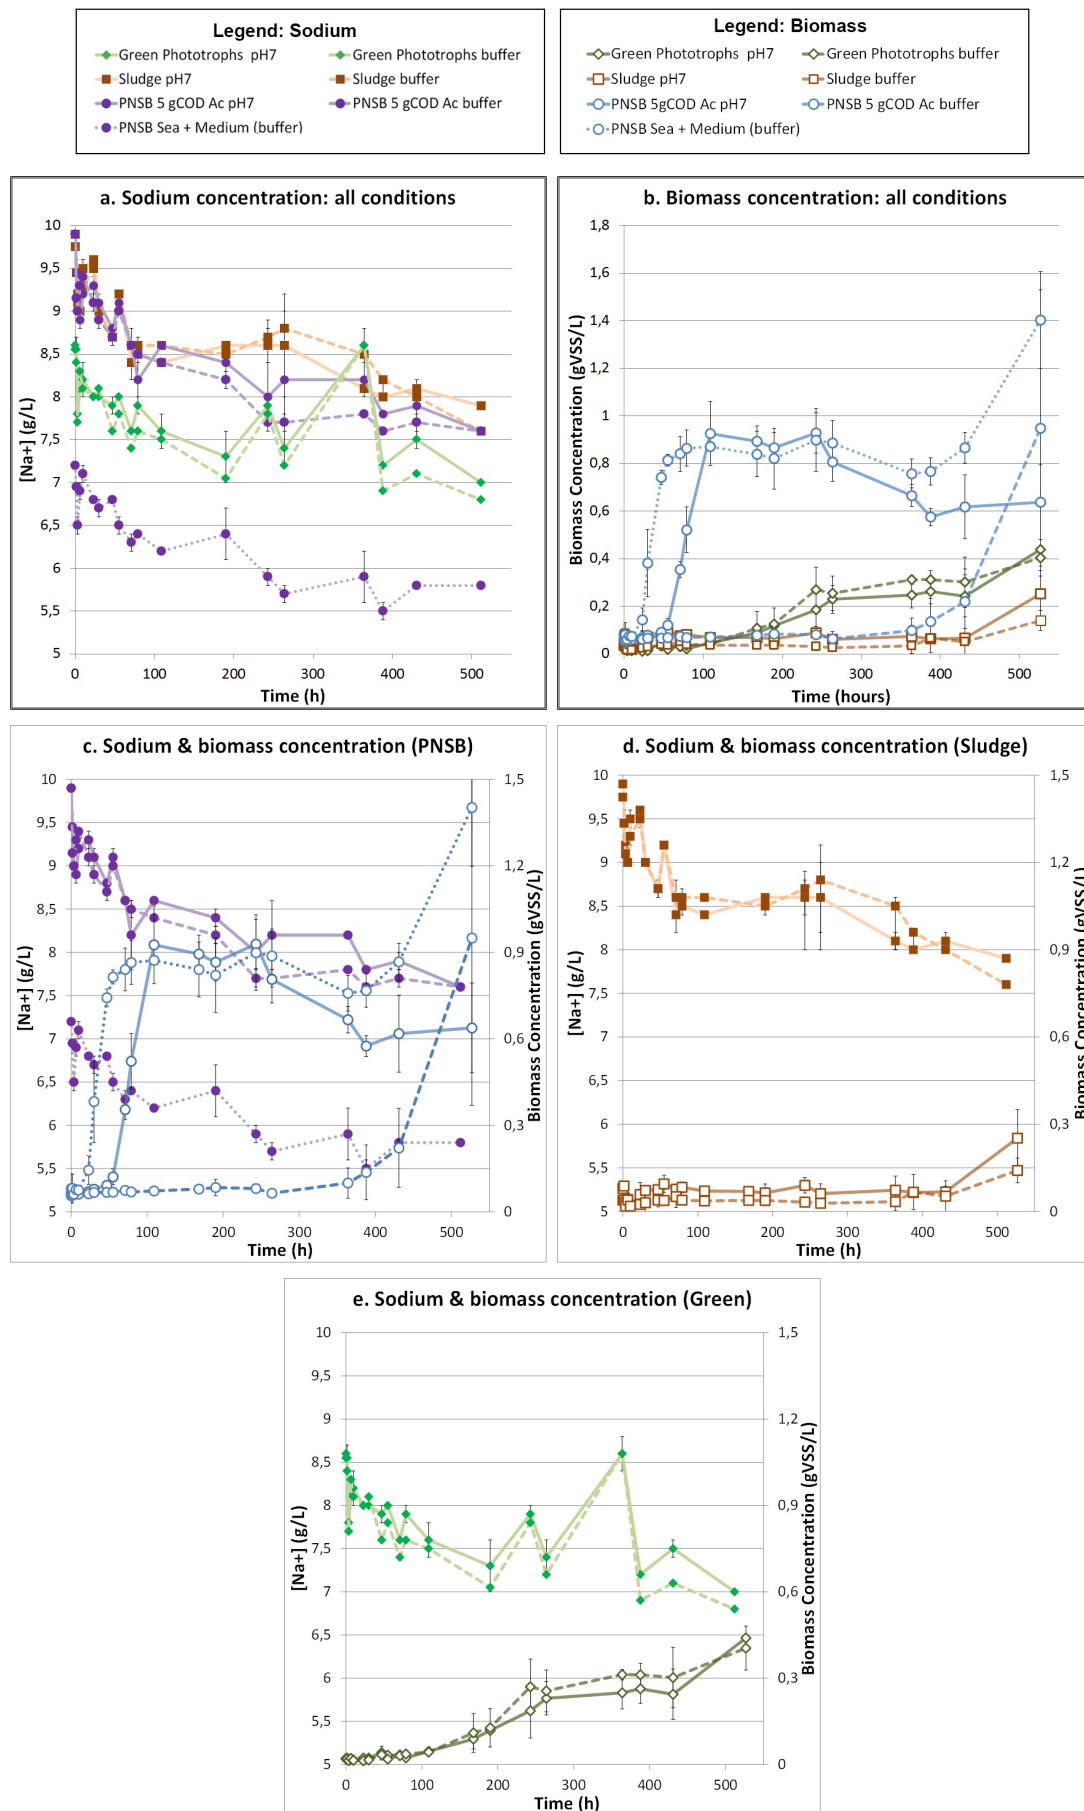 Legend: Sodium
Green Phototrophs pH7
Green Phototrophs buffer
Sludge pH7
Sludge buffer
PNSB 5 gCOD Ac pH7
PNSB 5 gCOD Ac buffer
PNSB Sea + Medium (buffer)
Legend: Biomass
Green Phototrophs pH7
Green Phototrophs buffer
Sludge pH7
Sludge buffer
PNSB 5gCOD Ac pH7
PNSB 5 gCOD Ac buffer
PNSB Sea + Medium (buffer)
a. Sodium concentration: all conditions
[Na+] (g/L)
10
9,5
9
8,5
8
7,5
7
6,5
6
5,5
5
0 100 200 300 400 500
Time (h)
b. Biomass concentration: all conditions
Biomass Concentration (gVSS/L)
1,8
1,6
1,4
1,2
1
0,8
0,6
0,4
0,2
0
0 100 200 300 400 500
Time (hours)
c. Sodium & biomass concentration (PNSB)
[Na+] (g/L)
10
9,5
9
8,5
8
7,5
7
6,5
6
5,5
5
1,5
1,2
0,9
0,6
0,3
0
Biomass Concentration (gVSS/L)
0 100 200 300 400 500
Time (h)
d. Sodium & biomass concentration (Sludge)
[Na+] (g/L)
10
9,5
9
8,5
8
7,5
7
6,5
6
5,5
5
1,5
1,2
0,9
0,6
0,3
0
Biomass Concentration (gVSS/L)
0 100 200 300 400 500
Time (h)
e. Sodium & biomass concentration (Green)
[Na+] (g/L)
10
9,5
9
8,5
8
7,5
7
6,5
6
5,5
5
1,5
1,2
0,9
0,6
0,3
0
Biomass Concentration (gVSS/L)
0 100 200 300 400 500
Time (h)